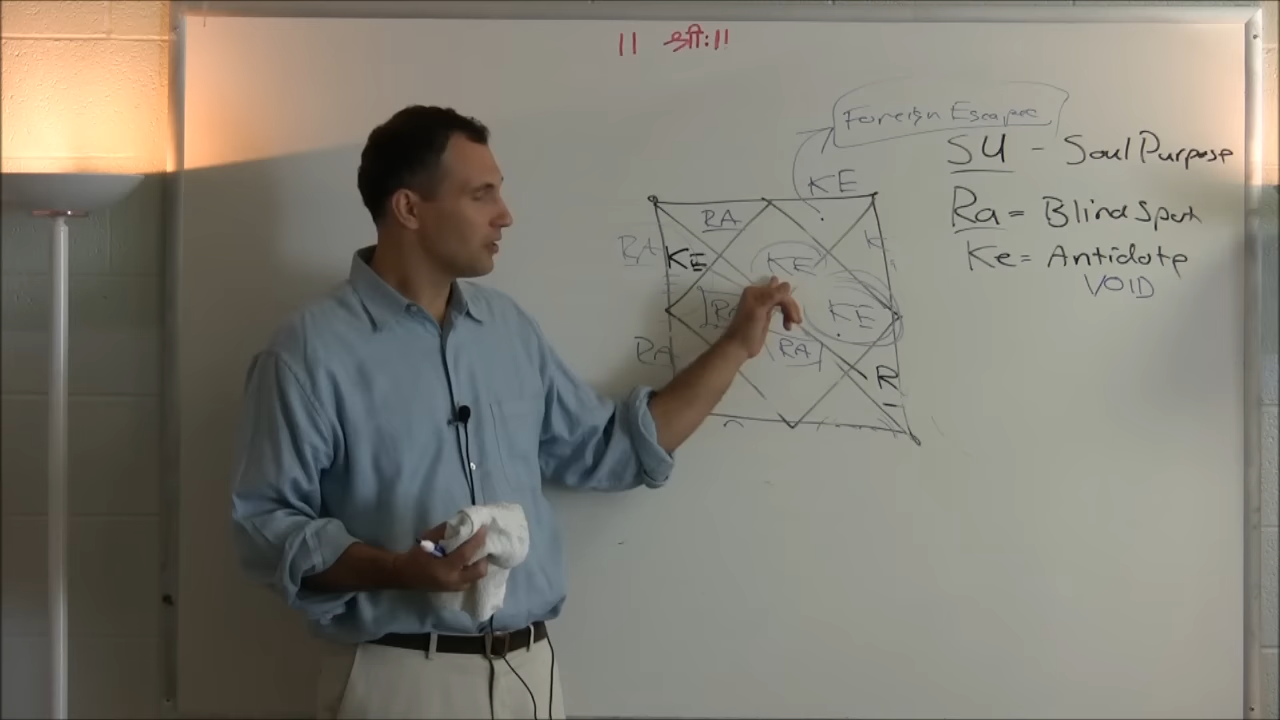 || श्रीः ||
Foreign Escape
SU - Soul Purpose
KE
RA
Ra = Blind Spot
RA
KE
KE
K
Ke = Antidote
VOID
KE
RA
RA
R